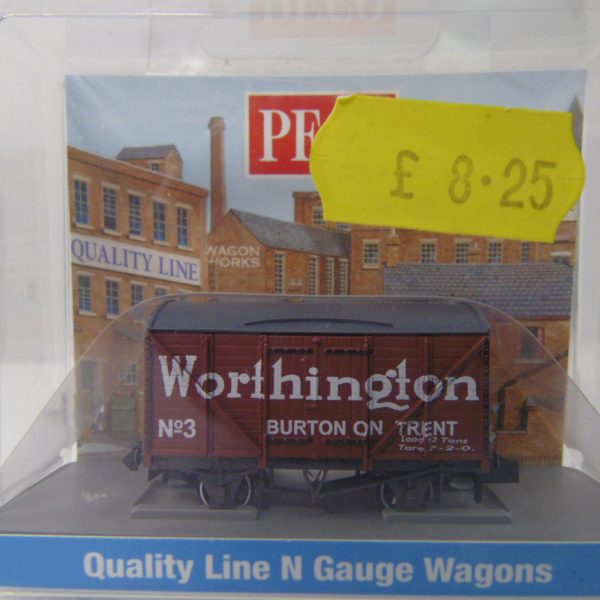 £ 8.25
QUALITY LINE
WAGON
WORKS
Worthington
No3 BURTON ON TRENT
Load 12 Tons
Tare 7-2-0.
Quality Line N Gauge Wagons